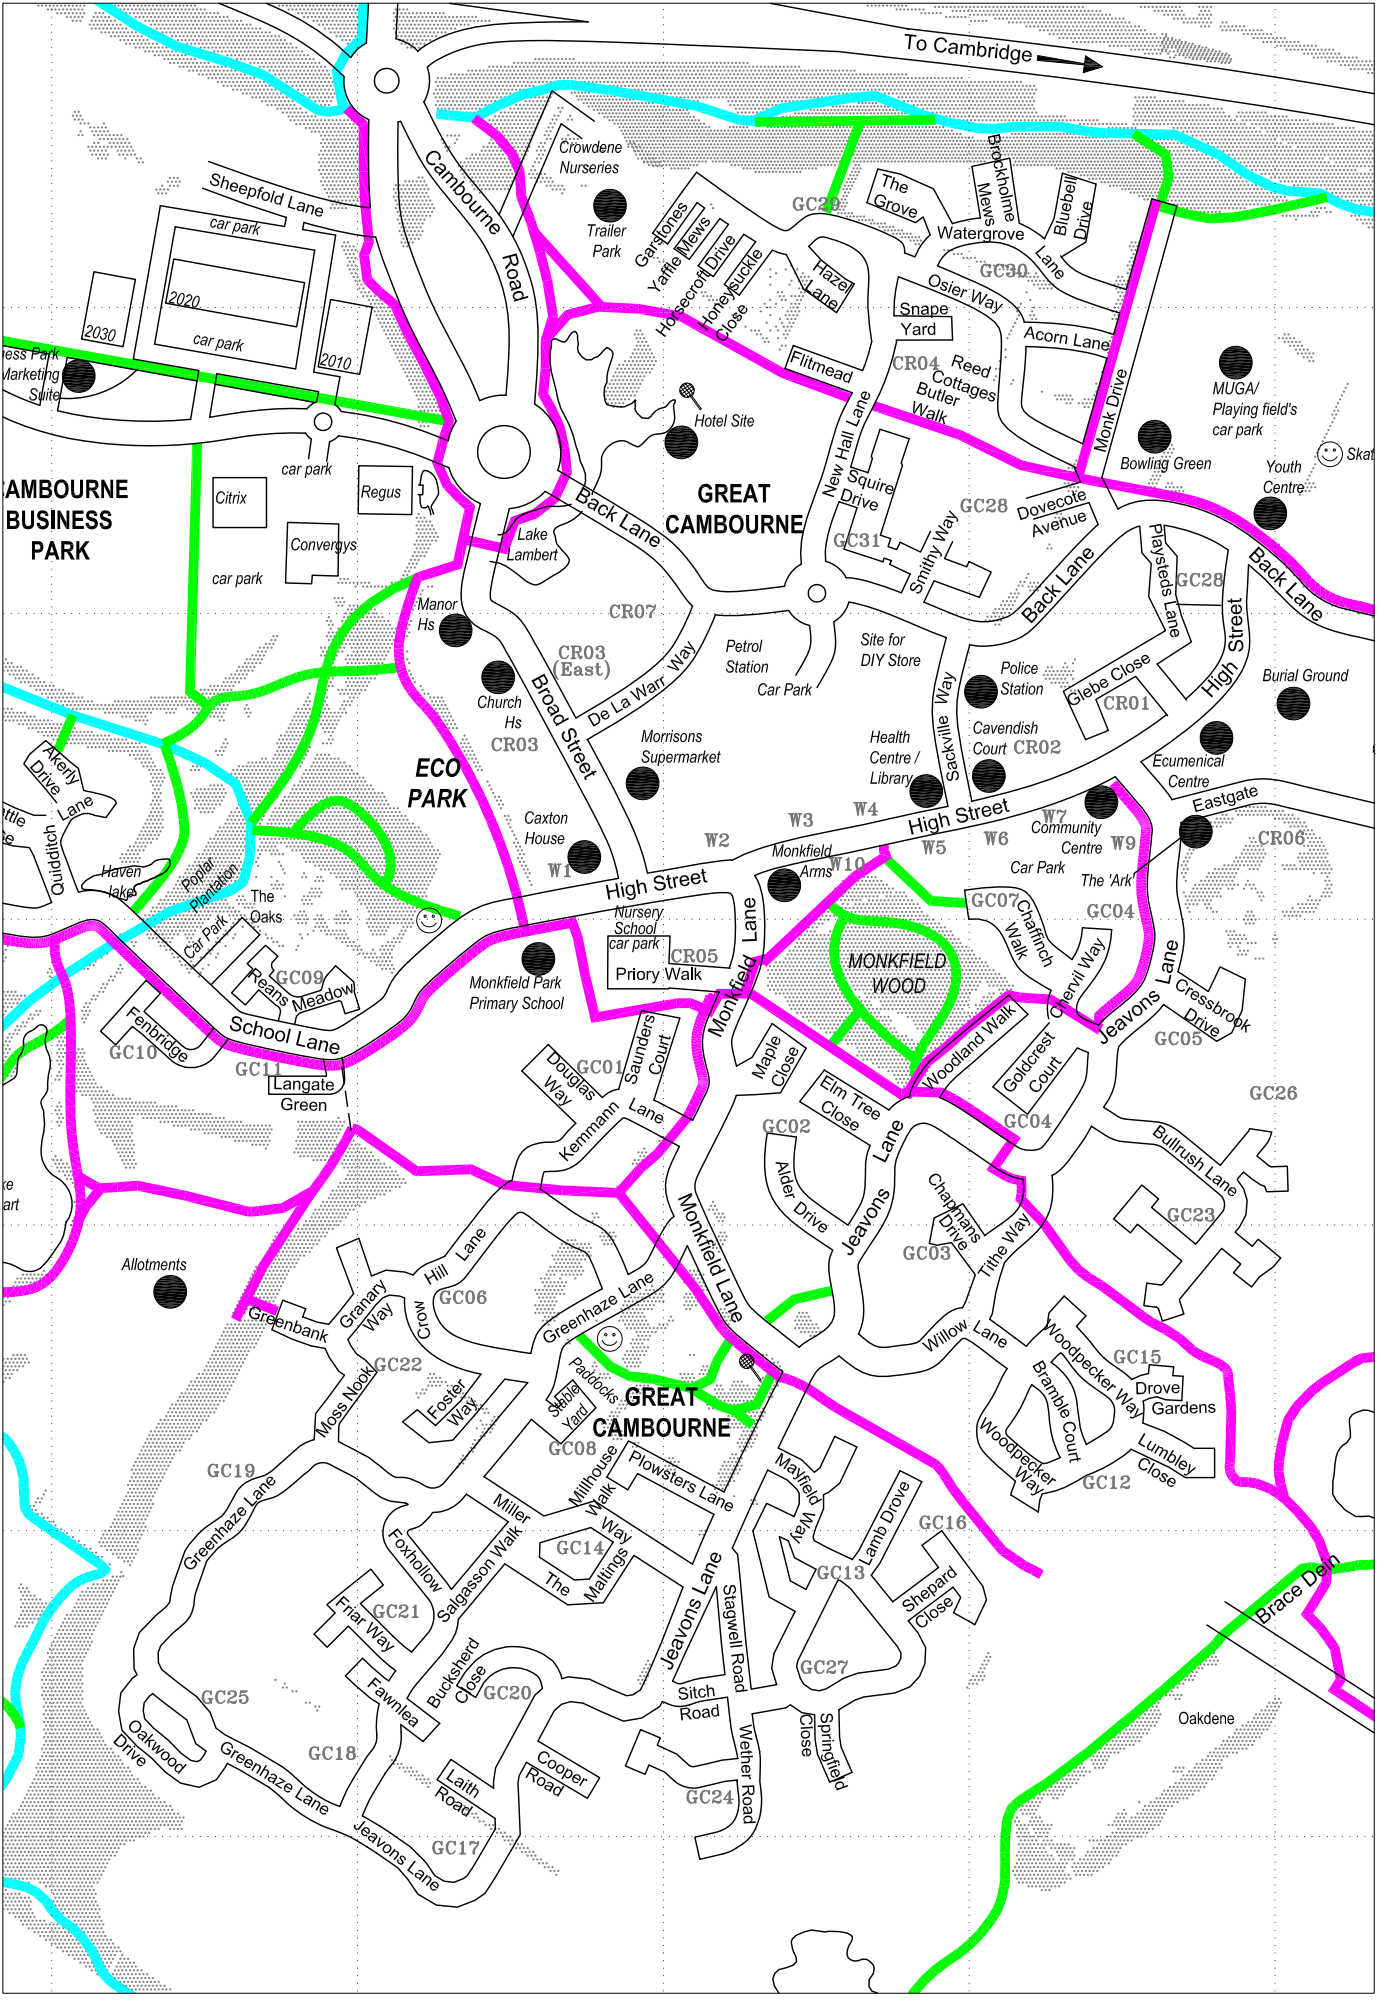 To Cambridge
Cambourne
Road
Crowdene
Nurseries
Trailer
Park
Sheepfold Lane
car park
2020
2030
car park
2010
ess Park
Marketing
Suite
Garstones
Yaffle Mews
Horsecroft Drive
Honeysuckle
Close
GC29
The
Grove
Brockholme
Mews
Watergrove
Lane
Bluebell
Drive
GC30
Hazel
Lane
Osier Way
Snape
Yard
Acorn Lane
CR04
Reed
Cottages
Butler
Walk
Flitmead
New Hall Lane
Monk Drive
MUGA/
Playing field's
car park
Bowling Green
Youth
Centre
Skat
Hotel Site
GREAT
CAMBOURNE
Squire
Drive
GC28
Dovecote
Avenue
GC31
Smithy Way
Back Lane
Playsteds Lane
GC28
Back Lane
High Street
car park
Citrix
Regus
Convergys
car park
CAMBOURNE
BUSINESS
PARK
Back Lane
Lake
Lambert
Manor
Hs
CR07
CR03
(East)
De La Warr Way
Petrol
Station
Car Park
Site for
DIY Store
Police
Station
Glebe Close
CR01
Burial Ground
Church
Hs
CR03
Broad Street
Morrisons
Supermarket
Health
Centre /
Library
Sackville Way
Cavendish
Court
CR02
Ecumenical
Centre
Eastgate
ECO
PARK
Akerly
Drive
ttle
Lane
Quidditch
Haven
lake
Poplar
Plantation
The
Oaks
Car Park
Caxton
House
W1
W2
W3
W4
High Street
W5
W6
W7
Community
Centre
W9
Car Park
The 'Ark'
CR06
High Street
Monkfield
Arms
W10
Nursery
School
car park
CR05
Priory Walk
Monkfield Lane
GC07
Chaffinch
Walk
GC04
Chervil Way
MONKFIELD
WOOD
Monkfield Park
Primary School
Reans
GC09
Meadow
School Lane
Fenbridge
GC10
GC11
Langate
Green
Jeavons Lane
Cressbrook
Drive
GC05
Douglas
Way
GC01
Saunders
Court
Kemmann
Lane
Maple
Close
Elm Tree
Close
Woodland Walk
Goldcrest
Court
GC04
GC26
GC02
Alder Drive
Jeavons
Lane
Bullrush Lane
GC23
Chapmans
Drive
GC03
Tithe Way
ke
art
Allotments
Monkfield Lane
Hill
Lane
Crow
GC06
Granary
Way
Greenbank
Greenhaze Lane
Willow
Lane
Woodpecker Way
GC15
Drove
Gardens
Bramble Court
Lumbley
Close
GC12
Woodpecker
Way
GC22
Moss Nook
Foster
Way
Paddocks
Stable
Yard
GC08
GREAT
CAMBOURNE
Millhouse
Walk
Plowsters Lane
Mayfield
Way
GC19
Greenhaze Lane
Miller
Way
GC14
The
Maltings
Foxhollow
Salgasson Walk
Lamb Drove
GC16
GC13
Shepard
Close
Brace Dein
Friar Way
GC21
Jeavons Lane
Stagwell Road
GC27
Bucksherd
Close
GC20
Fawnlea
Sitch
Road
Springfield
Close
Wether Road
Oakdene
GC25
Oakwood
Drive
Greenhaze Lane
GC18
Laith
Road
Cooper
Road
GC24
GC17
Jeavons Lane